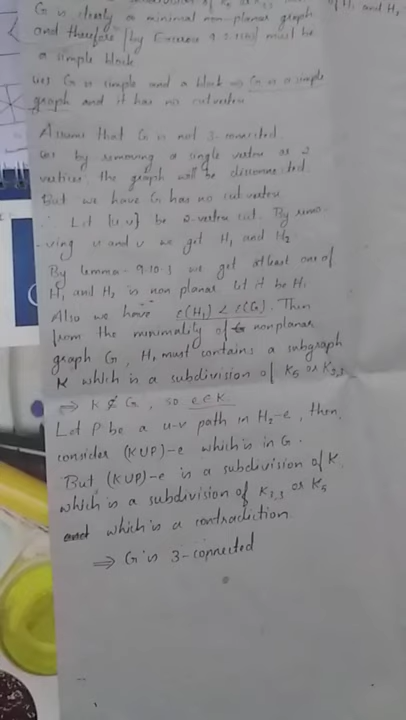 of H1 and H2
G is clearly a minimal non-planar graph
and therefore (by Exercise 9. must be
a simple block
G is simple and a block ⇒ G is a simple
graph and it has no cut vertex
Assume that G is not 3-connected.
by removing a single vertex or 2
vertices, the graph will be disconnected.
But we have G has no cut vertex
∴ Let {u, v} be 2-vertex cut. By remo-
-ving u and v we get H1 and H2
By lemma - 9.10.3 we get atleast one of
H1 and H2 is non planar let it be H1
Also we have ε(H1) < ε(G). Then
from the minimality of nonplanar
graph G, H1 must contains a subgraph
K which is a subdivision of K5 or K3,3
⇒ K ⊄ G, so e∈K.
Let P be a u-v path in H2-e, then,
consider (K∪P)-e which is in G.
But (K∪P)-e is a subdivision of K,
which is a subdivision of K3,3 or K5
which is a contradiction.
⇒ G is 3-connected